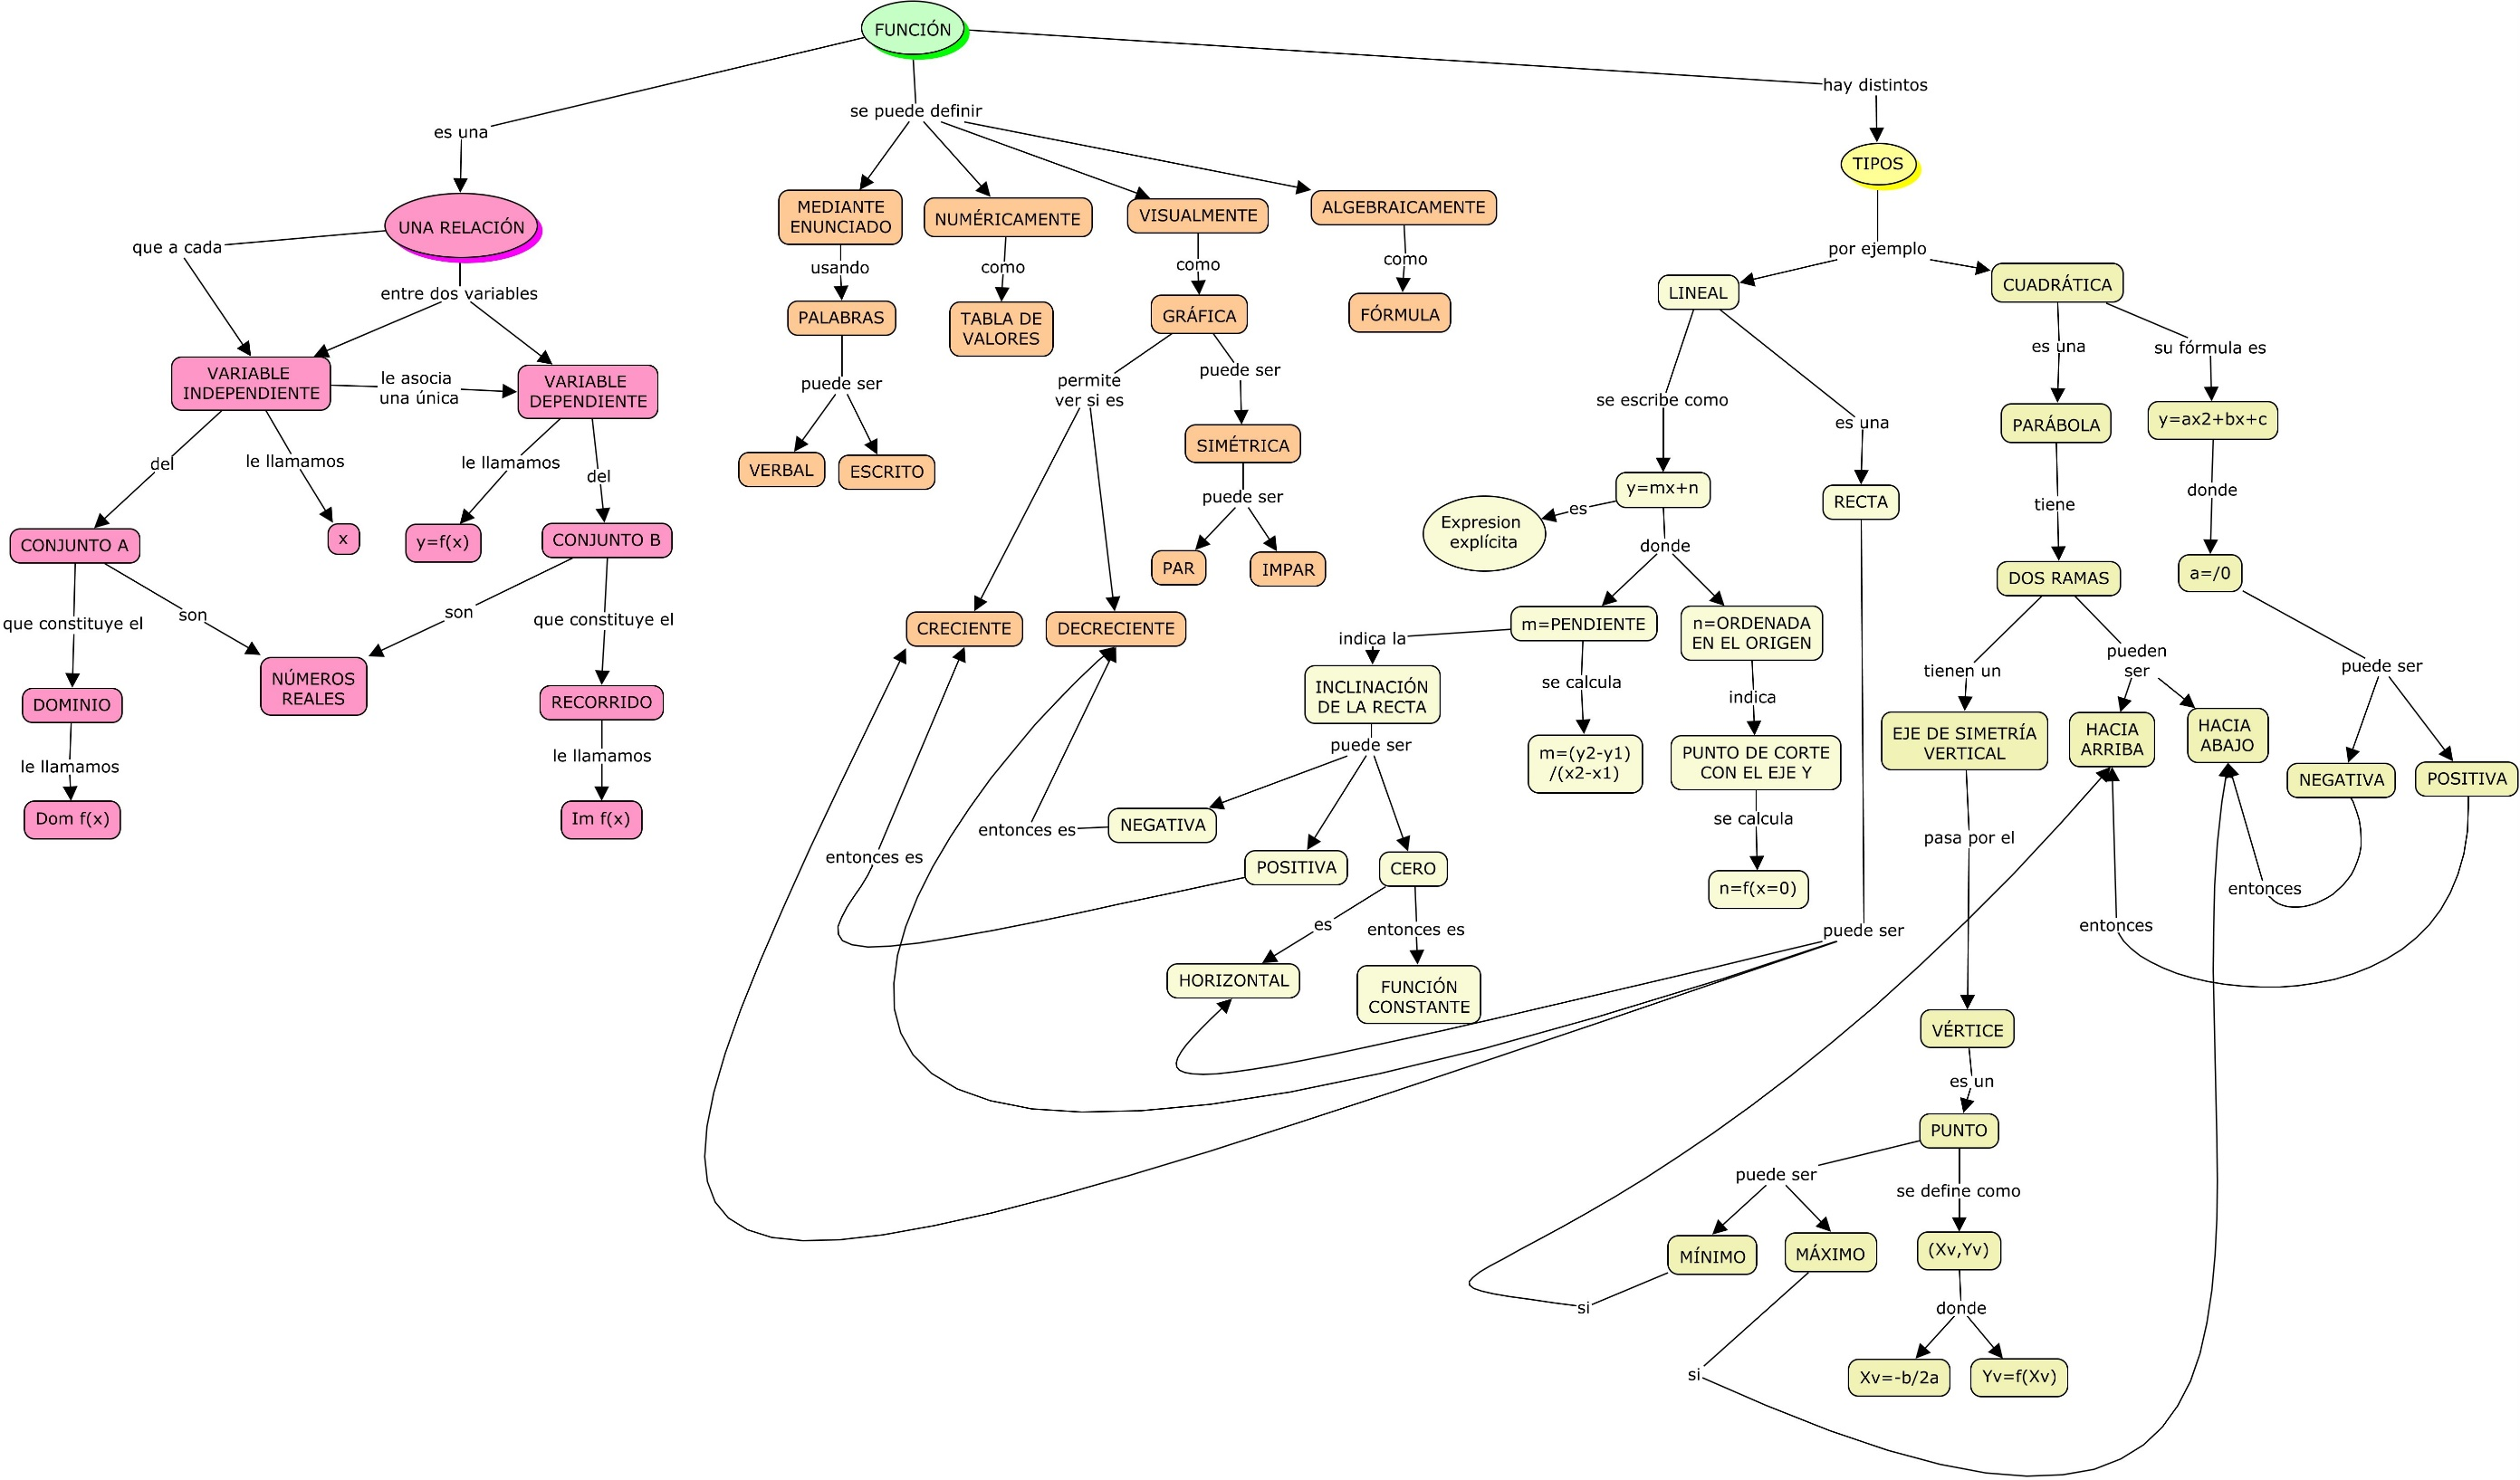 FUNCIÓN
hay distintos
se puede definir
es una
TIPOS
UNA RELACIÓN
MEDIANTE
ENUNCIADO
NUMÉRICAMENTE
VISUALMENTE
ALGEBRAICAMENTE
que a cada
por ejemplo
usando
como
como
como
entre dos variables
LINEAL
CUADRÁTICA
PALABRAS
TABLA DE
VALORES
GRÁFICA
FÓRMULA
es una
su fórmula es
VARIABLE
INDEPENDIENTE
le asocia
una única
VARIABLE
DEPENDIENTE
puede ser
permite
ver si es
puede ser
se escribe como
es una
PARÁBOLA
y=ax2+bx+c
del
le llamamos
le llamamos
del
VERBAL
ESCRITO
SIMÉTRICA
y=mx+n
RECTA
tiene
donde
puede ser
Expresion
explícita
es
donde
CONJUNTO A
x
y=f(x)
CONJUNTO B
PAR
IMPAR
DOS RAMAS
a=/0
que constituye el
son
son
que constituye el
CRECIENTE
DECRECIENTE
indica la
m=PENDIENTE
n=ORDENADA
EN EL ORIGEN
tienen un
pueden
ser
puede ser
NÚMEROS
REALES
DOMINIO
RECORRIDO
INCLINACIÓN
DE LA RECTA
se calcula
indica
EJE DE SIMETRÍA
VERTICAL
HACIA
ARRIBA
HACIA
ABAJO
le llamamos
le llamamos
puede ser
m=(y2-y1)
/(x2-x1)
PUNTO DE CORTE
CON EL EJE Y
NEGATIVA
POSITIVA
Dom f(x)
Im f(x)
entonces es
NEGATIVA
se calcula
pasa por el
entonces es
POSITIVA
CERO
n=f(x=0)
entonces
es
entonces es
puede ser
entonces
HORIZONTAL
FUNCIÓN
CONSTANTE
VÉRTICE
es un
PUNTO
puede ser
se define como
MÍNIMO
MÁXIMO
(Xv,Yv)
si
donde
si
Xv=-b/2a
Yv=f(Xv)